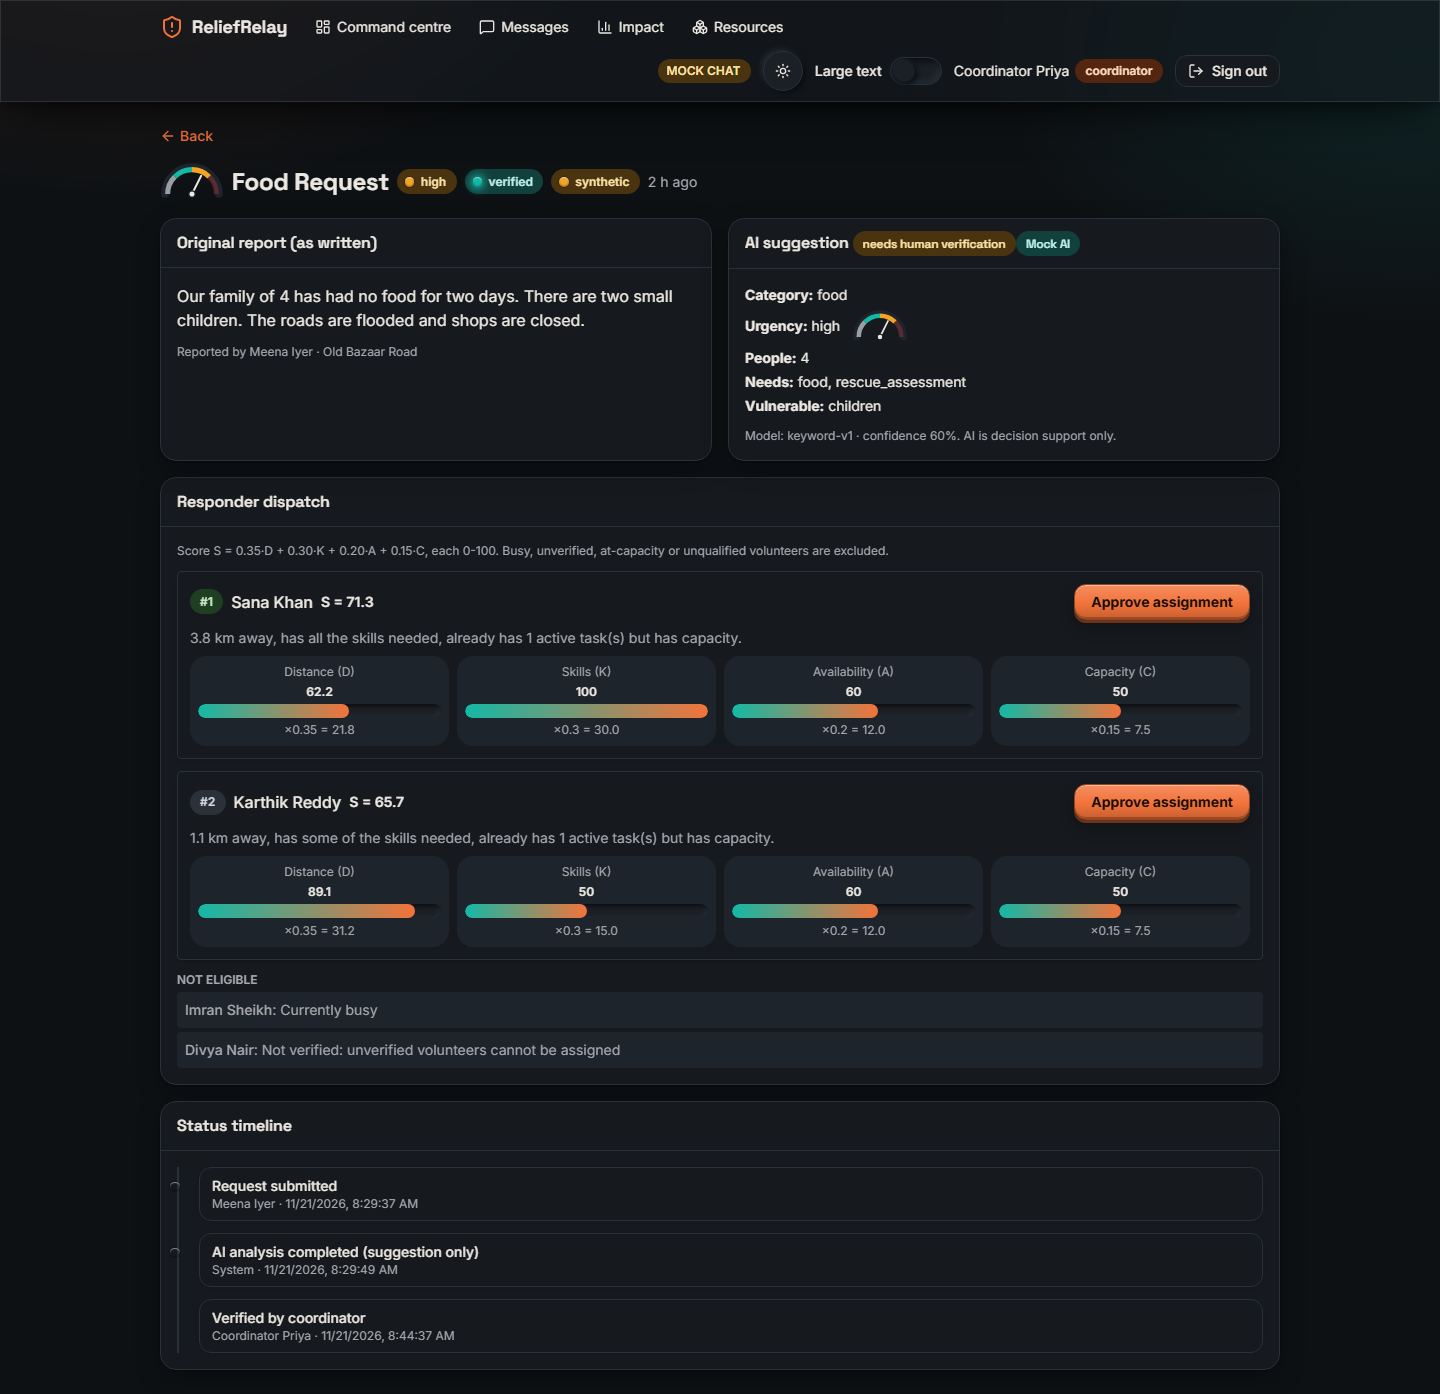 ReliefRelay
Command centre
Messages
Impact
Resources
MOCK CHAT
Large text
Coordinator Priya
coordinator
Sign out
← Back
Food Request
high
verified
synthetic
2 h ago
Original report (as written)
Our family of 4 has had no food for two days. There are two small
children. The roads are flooded and shops are closed.
Reported by Meena Iyer · Old Bazaar Road
AI suggestion
needs human verification
Mock AI
Category: food
Urgency: high
People: 4
Needs: food, rescue_assessment
Vulnerable: children
Model: keyword-v1 · confidence 60%. AI is decision support only.
Responder dispatch
Score S = 0.35·D + 0.30·K + 0.20·A + 0.15·C, each 0-100. Busy, unverified, at-capacity or unqualified volunteers are excluded.
#1 Sana Khan S = 71.3
Approve assignment
3.8 km away, has all the skills needed, already has 1 active task(s) but has capacity.
Distance (D)
62.2
×0.35 = 21.8
Skills (K)
100
×0.3 = 30.0
Availability (A)
60
×0.2 = 12.0
Capacity (C)
50
×0.15 = 7.5
#2 Karthik Reddy S = 65.7
Approve assignment
1.1 km away, has some of the skills needed, already has 1 active task(s) but has capacity.
Distance (D)
89.1
×0.35 = 31.2
Skills (K)
50
×0.3 = 15.0
Availability (A)
60
×0.2 = 12.0
Capacity (C)
50
×0.15 = 7.5
NOT ELIGIBLE
Imran Sheikh: Currently busy
Divya Nair: Not verified: unverified volunteers cannot be assigned
Status timeline
Request submitted
Meena Iyer · 11/21/2026, 8:29:37 AM
AI analysis completed (suggestion only)
System · 11/21/2026, 8:29:49 AM
Verified by coordinator
Coordinator Priya · 11/21/2026, 8:44:37 AM